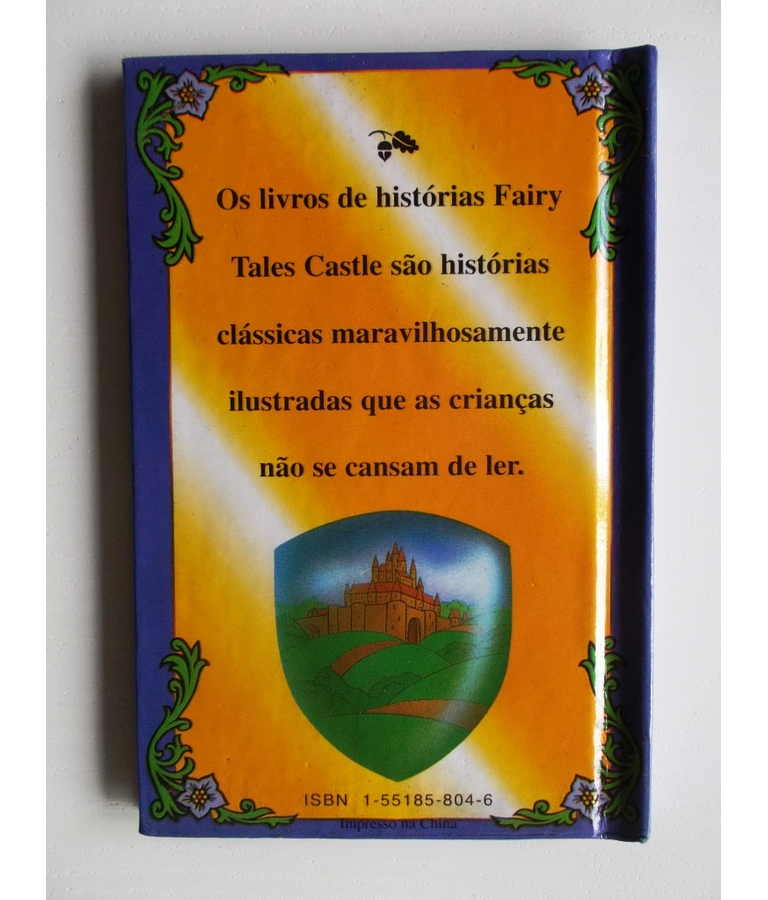 Os livros de histórias Fairy
Tales Castle são histórias
clássicas maravilhosamente
ilustradas que as crianças
não se cansam de ler.
ISBN 1-55185-804-6
Impresso na China